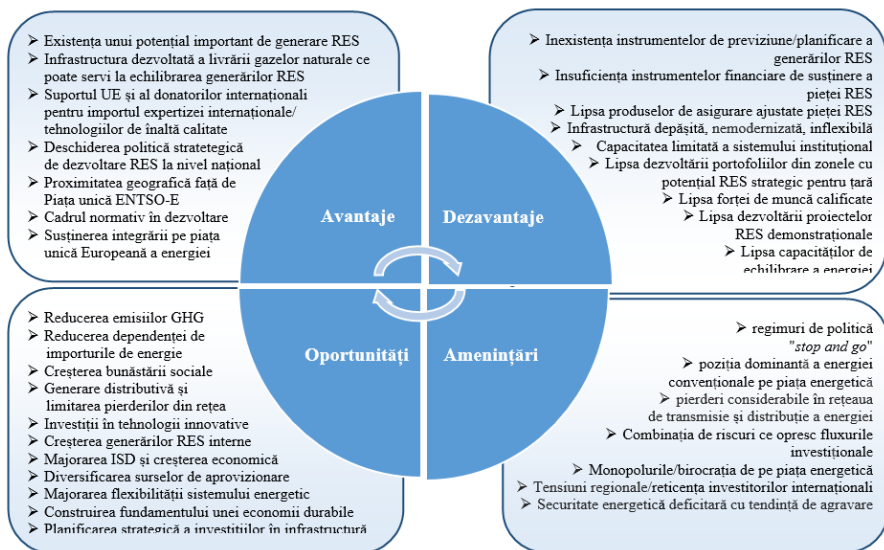 ➤ Existența unui potențial important de generare RES
➤ Infrastructura dezvoltată a livrării gazelor naturale ce
poate servi la echilibrarea generărilor RES
➤ Suportul UE și al donatorilor internaționali
pentru importul expertizei internaționale/
tehnologiilor de înaltă calitate
➤ Deschiderea politică stratetegică
de dezvoltare RES la nivel național
➤ Proximitatea geografică față de
Piața unică ENTSO-E
➤ Cadrul normativ în dezvoltare
➤ Susținerea integrării pe piața
unică Europeană a energiei
Avantaje
➤ Inexistența instrumentelor de previziune/planificare a
generărilor RES
➤ Insuficiența instrumentelor financiare de susținere a
pieței RES
➤ Lipsa produselor de asigurare ajustate pieței RES
➤ Infrastructură depășită, nemodernizată, inflexibilă
➤ Capacitatea limitată a sistemului instituțional
➤ Lipsa dezvoltării portofoliilor din zonele cu
potențial RES strategic pentru țară
➤ Lipsa forței de muncă calificate
➤ Lipsa dezvoltării proiectelor
RES demonstraționale
➤ Lipsa capacităților de
echilibrare a energiei
Dezavantaje
➤ Reducerea emisiilor GHG
➤ Reducerea dependenței de
importurile de energie
➤ Creșterea bunăstării sociale
➤ Generare distributivă și
limitarea pierderilor din rețea
➤ Investiții în tehnologii innovative
➤ Creșterea generărilor RES interne
➤ Majorarea ISD și creșterea economică
➤ Diversificarea surselor de aprovizionare
➤ Majorarea flexibilității sistemului energetic
➤ Construirea fundamentului unei economii durabile
➤ Planificarea strategică a investițiilor în infrastructură
Oportunități
➤ regimuri de politică
"stop and go"
➤ poziția dominantă a energiei
convenționale pe piața energetică
➤ pierderi considerabile în rețeaua
de transmisie și distribuție a energiei
➤ Combinația de riscuri ce opresc fluxurile
investiționale
➤ Monopolurile/birocrația de pe piața energetică
➤ Tensiuni regionale/reticența investitorilor internaționali
➤ Securitate energetică deficitară cu tendință de agravare
Amenințări